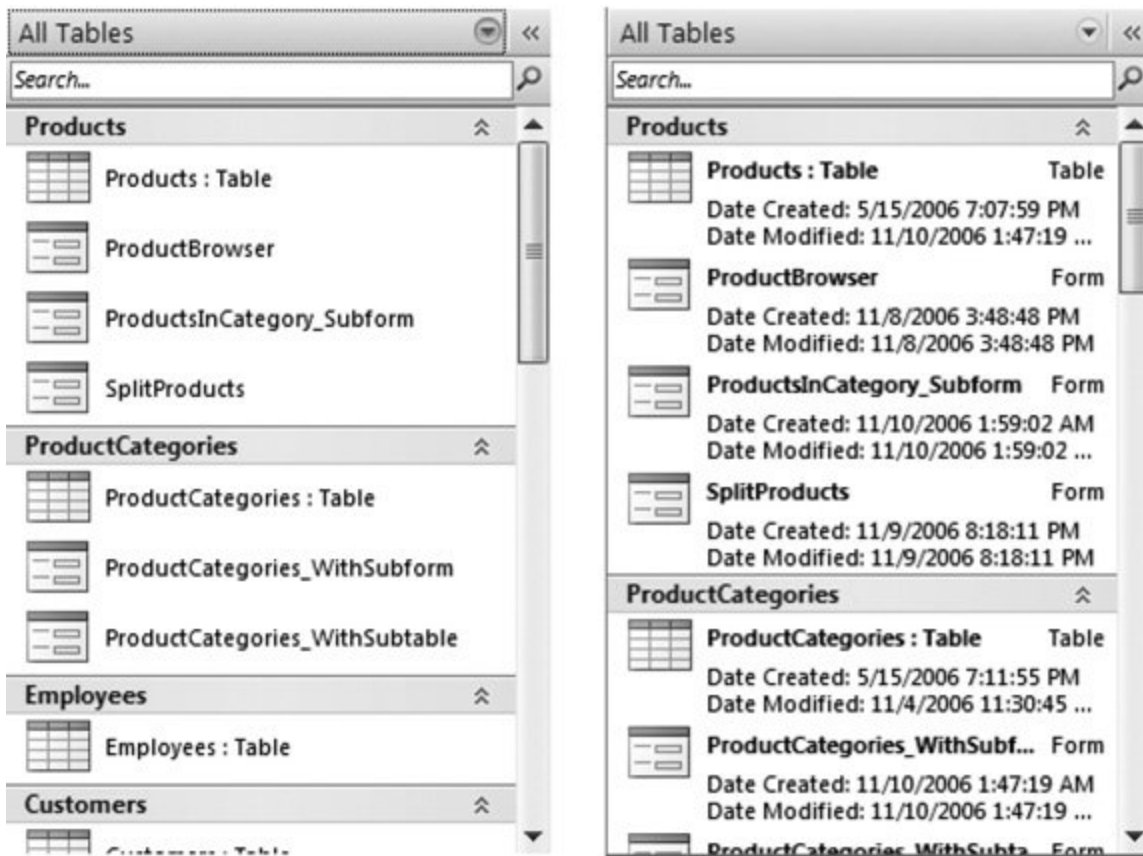 All Tables
Search...
Products
Products : Table
ProductBrowser
ProductsInCategory_Subform
SplitProducts
ProductCategories
ProductCategories : Table
ProductCategories_WithSubform
ProductCategories_WithSubtable
Employees
Employees : Table
Customers
Customers : Table
All Tables
Search...
Products
Products : Table Table
Date Created: 5/15/2006 7:07:59 PM
Date Modified: 11/10/2006 1:47:19 ...
ProductBrowser Form
Date Created: 11/8/2006 3:48:48 PM
Date Modified: 11/8/2006 3:48:48 PM
ProductsInCategory_Subform Form
Date Created: 11/10/2006 1:59:02 AM
Date Modified: 11/10/2006 1:59:02 ...
SplitProducts Form
Date Created: 11/9/2006 8:18:11 PM
Date Modified: 11/9/2006 8:18:11 PM
ProductCategories
ProductCategories : Table Table
Date Created: 5/15/2006 7:11:55 PM
Date Modified: 11/4/2006 11:30:45 ...
ProductCategories_WithSubf... Form
Date Created: 11/10/2006 1:47:19 AM
Date Modified: 11/10/2006 1:47:19 ...
ProductCategories_WithSubta... Form